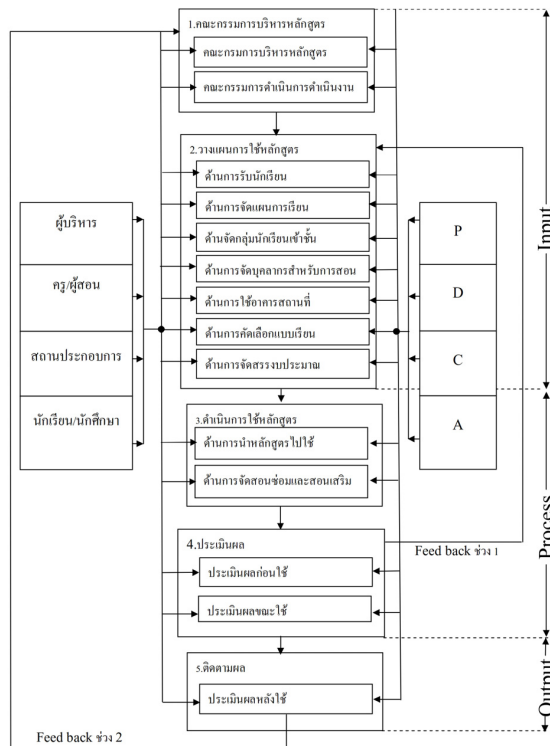 1.คณะกรรมการบริหารหลักสูตร
คณะกรมการบริหารหลักสูตร
คณะกรรมการดำเนินการดำเนินงาน
2.วางแผนการใช้หลักสูตร
ด้านการรับนักเรียน
ด้านการจัดแผนการเรียน
ด้านจัดกลุ่มนักเรียนเข้าชั้น
ด้านการจัดบุคลากรสำหรับการสอน
ด้านการใช้อาคารสถานที่
ด้านการคัดเลือกแบบเรียน
ด้านการจัดสรรงบประมาณ
ผู้บริหาร
ครู/ผู้สอน
สถานประกอบการ
นักเรียน/นักศึกษา
P
D
C
A
Input
3.ดำเนินการใช้หลักสูตร
ด้านการนำหลักสูตรไปใช้
ด้านการจัดสอนซ่อมและสอนเสริม
4.ประเมินผล
ประเมินผลก่อนใช้
ประเมินผลขณะใช้
Feed back ช่วง 1
Process
5.ติดตามผล
ประเมินผลหลังใช้
Output
Feed back ช่วง 2